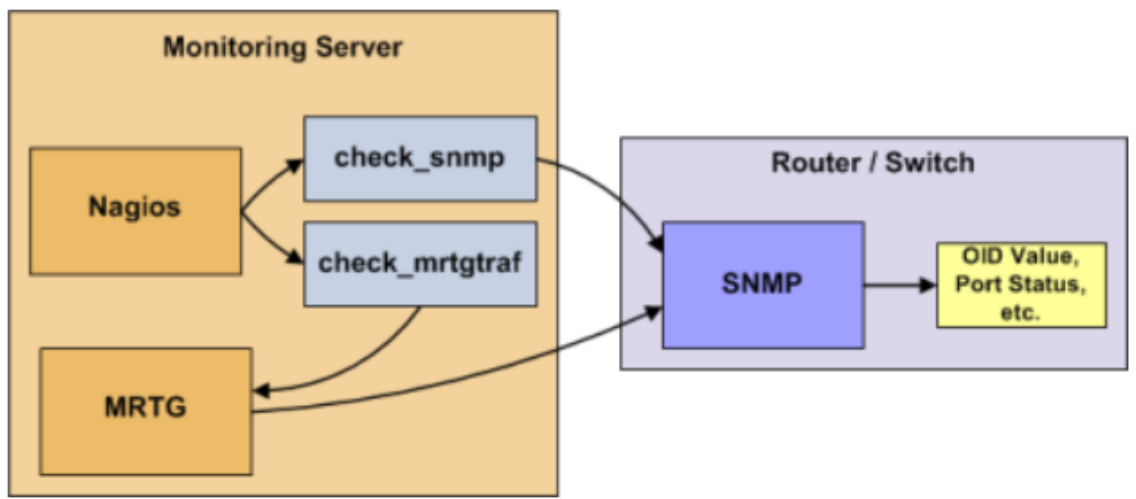 Monitoring Server
Nagios
check_snmp
check_mrtgtraf
MRTG
Router / Switch
SNMP
OID Value,
Port Status,
etc.